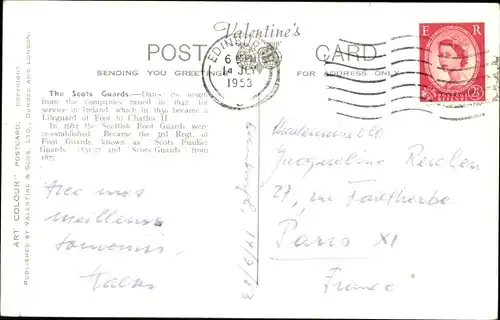 Valentine's
POST CARD
SENDING YOU GREETINGS
FOR ADDRESS ONLY
EDINBURGH
1953
E R
The Scots Guards.—Dates its origin
from the companies raised in 1642 for
service in Ireland which in 1650 became a
Lifeguard of Foot to Charles II
In 1662 the Scottish Foot Guards were
re-established. Became the 3rd Regt. of
Foot Guards, known as "Scots Fusilier
Guards 1831-77 and "Scots Guards" from
1877
"ART COLOUR" POSTCARD. COPYRIGHT
PUBLISHED BY VALENTINE & SONS, LTD., DUNDEE AND LONDON.
Avec mes
meilleurs
souvenirs
Mademoiselle
Jacqueline
27, rue Faidherbe
Paris XI
France